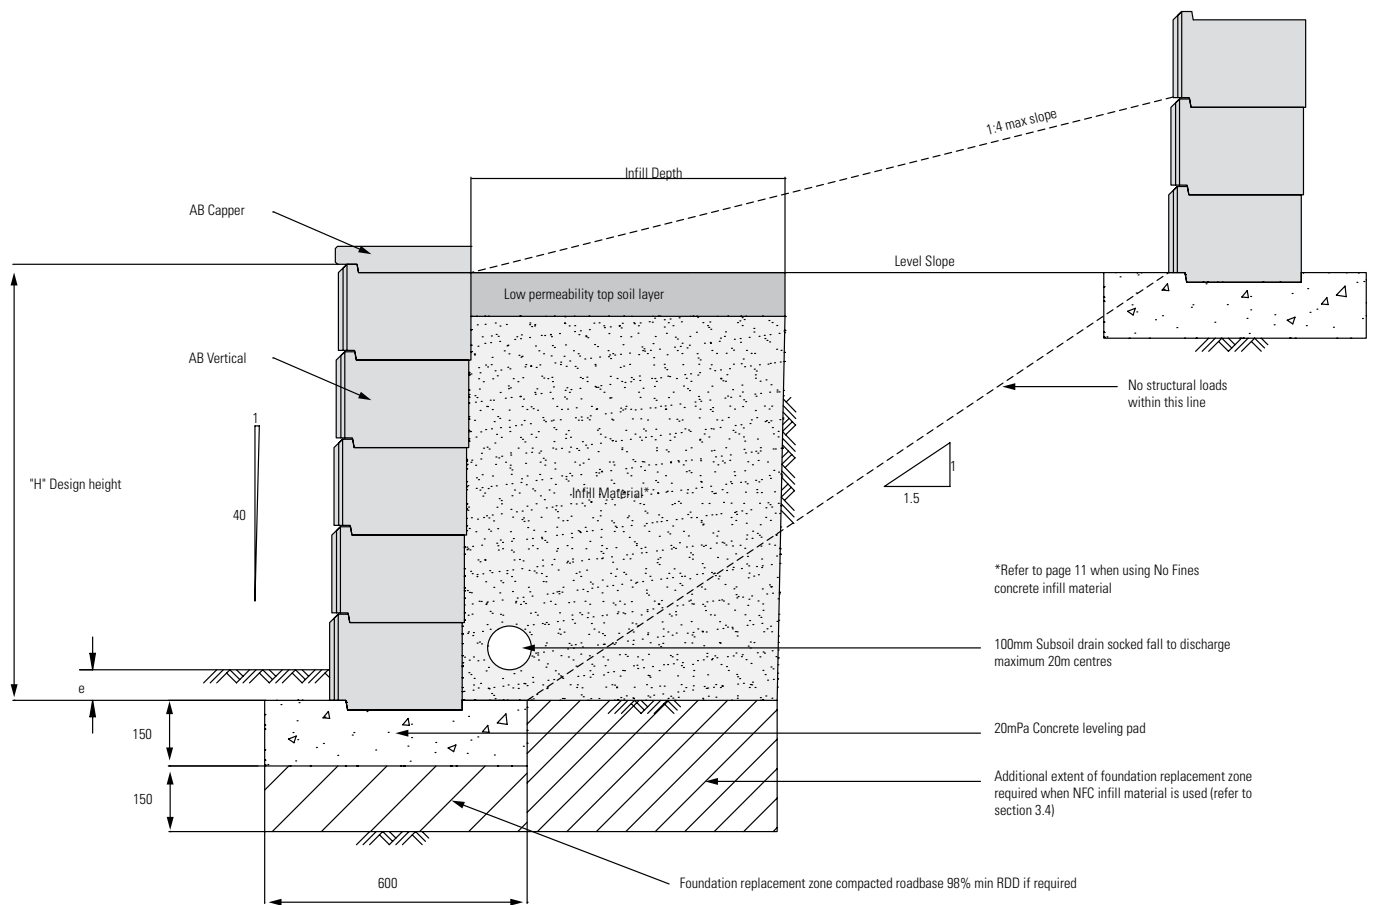 1:4 max slope
Infill Depth
AB Capper
Level Slope
Low permeability top soil layer
AB Vertical
No structural loads
within this line
1
"H" Design height
40
Infill Material*
1
1.5
*Refer to page 11 when using No Fines
concrete infill material
100mm Subsoil drain socked fall to discharge
maximum 20m centres
e
150
20mPa Concrete leveling pad
150
Additional extent of foundation replacement zone
required when NFC infill material is used (refer to
section 3.4)
600
Foundation replacement zone compacted roadbase 98% min RDD if required